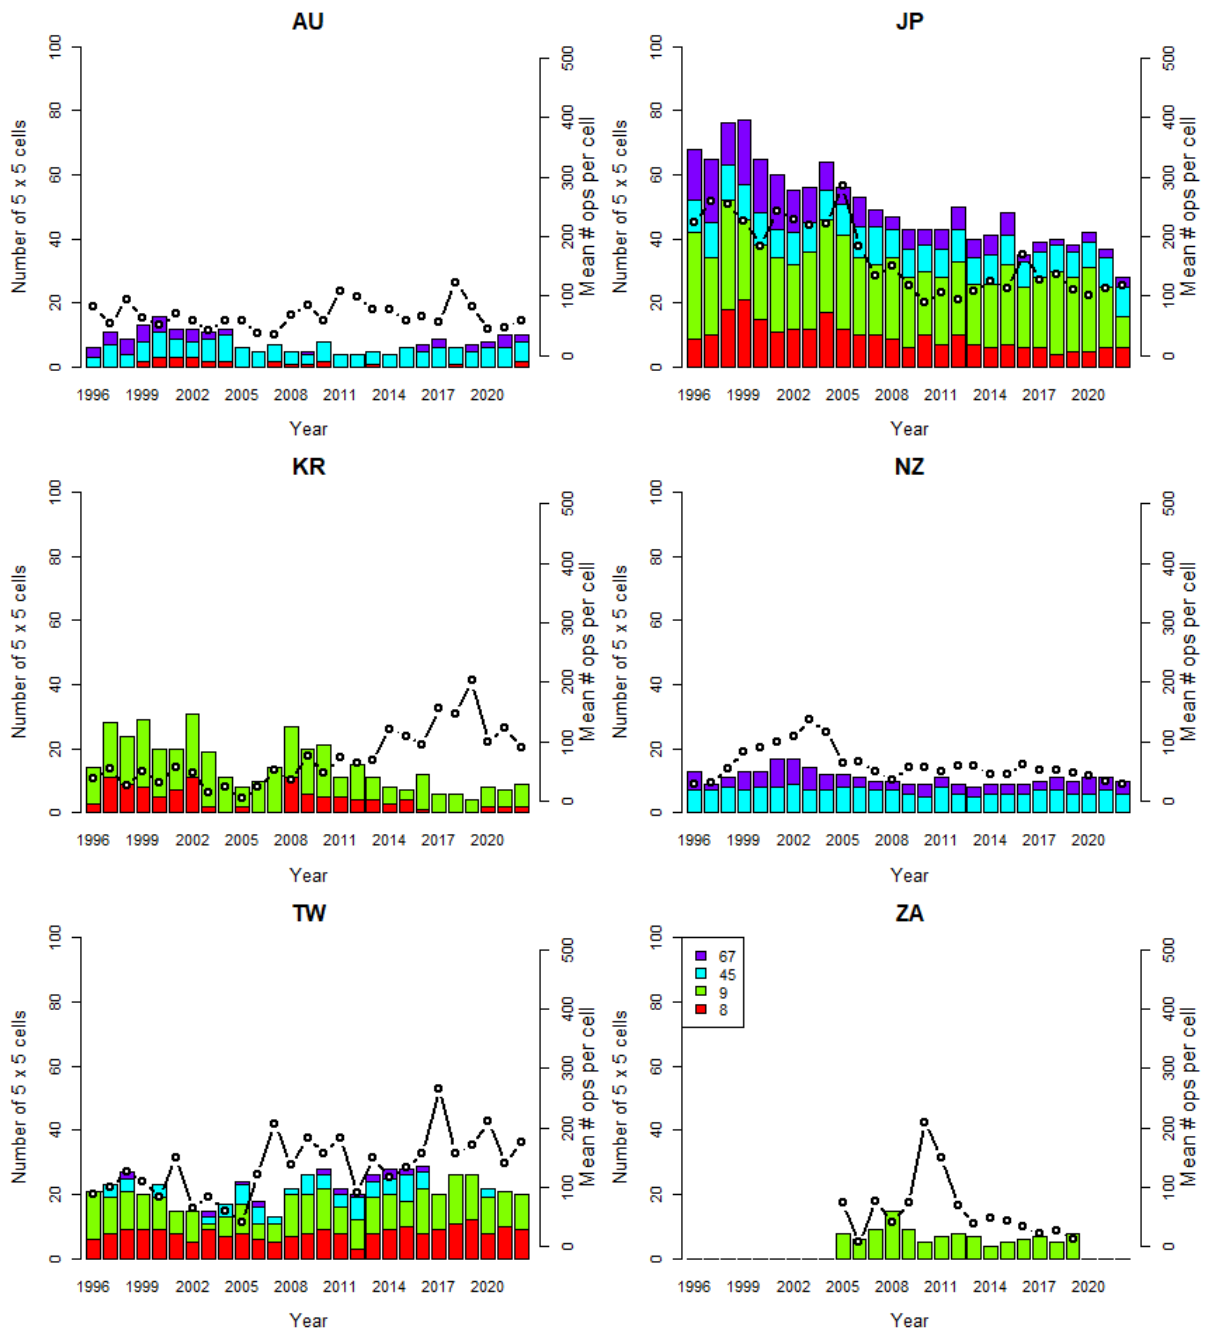 AU
Number of 5 x 5 cells
0 20 40 60 80 100
Mean # ops per cell
0 100 200 300 400 500
1996 1999 2002 2005 2008 2011 2014 2017 2020
Year
JP
Number of 5 x 5 cells
0 20 40 60 80 100
Mean # ops per cell
0 100 200 300 400 500
1996 1999 2002 2005 2008 2011 2014 2017 2020
Year
KR
Number of 5 x 5 cells
0 20 40 60 80 100
Mean # ops per cell
0 100 200 300 400 500
1996 1999 2002 2005 2008 2011 2014 2017 2020
Year
NZ
Number of 5 x 5 cells
0 20 40 60 80 100
Mean # ops per cell
0 100 200 300 400 500
1996 1999 2002 2005 2008 2011 2014 2017 2020
Year
TW
Number of 5 x 5 cells
0 20 40 60 80 100
Mean # ops per cell
0 100 200 300 400 500
1996 1999 2002 2005 2008 2011 2014 2017 2020
Year
ZA
Number of 5 x 5 cells
0 20 40 60 80 100
67
45
9
8
Mean # ops per cell
0 100 200 300 400 500
1996 1999 2002 2005 2008 2011 2014 2017 2020
Year